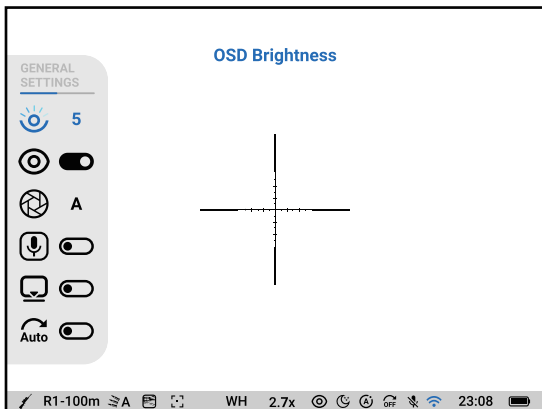 OSD Brightness
GENERAL
SETTINGS
5
A
Auto
R1-100m
A
WH
2.7x
A
OFF
23:08